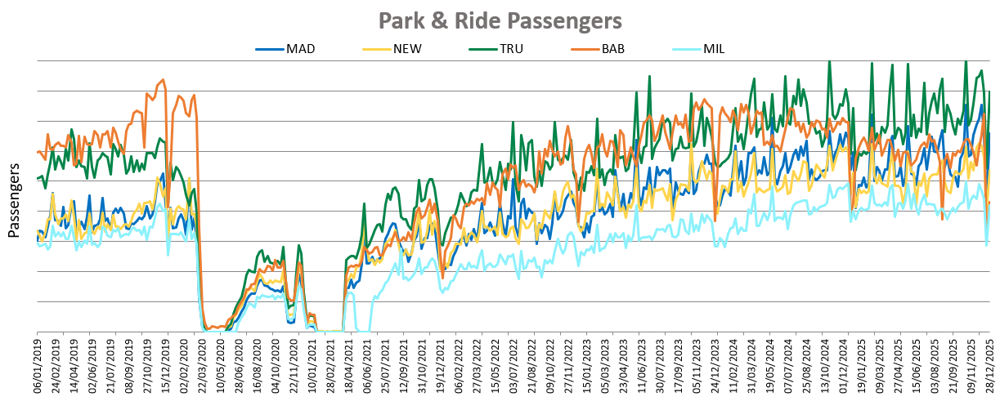 Park & Ride Passengers
MAD NEW TRU BAB MIL
Passengers
06/01/2019 24/02/2019 14/04/2019 02/06/2019 21/07/2019 08/09/2019 27/10/2019 15/12/2019 02/02/2020 22/03/2020 10/05/2020 28/06/2020 16/08/2020 04/10/2020 22/11/2020 10/01/2021 28/02/2021 18/04/2021 06/06/2021 25/07/2021 12/09/2021 31/10/2021 19/12/2021 06/02/2022 27/03/2022 15/05/2022 03/07/2022 21/08/2022 09/10/2022 27/11/2022 15/01/2023 05/03/2023 23/04/2023 11/06/2023 30/07/2023 17/09/2023 05/11/2023 24/12/2023 11/02/2024 31/03/2024 19/05/2024 07/07/2024 25/08/2024 13/10/2024 01/12/2024 19/01/2025 09/03/2025 27/04/2025 15/06/2025 03/08/2025 21/09/2025 09/11/2025 28/12/2025